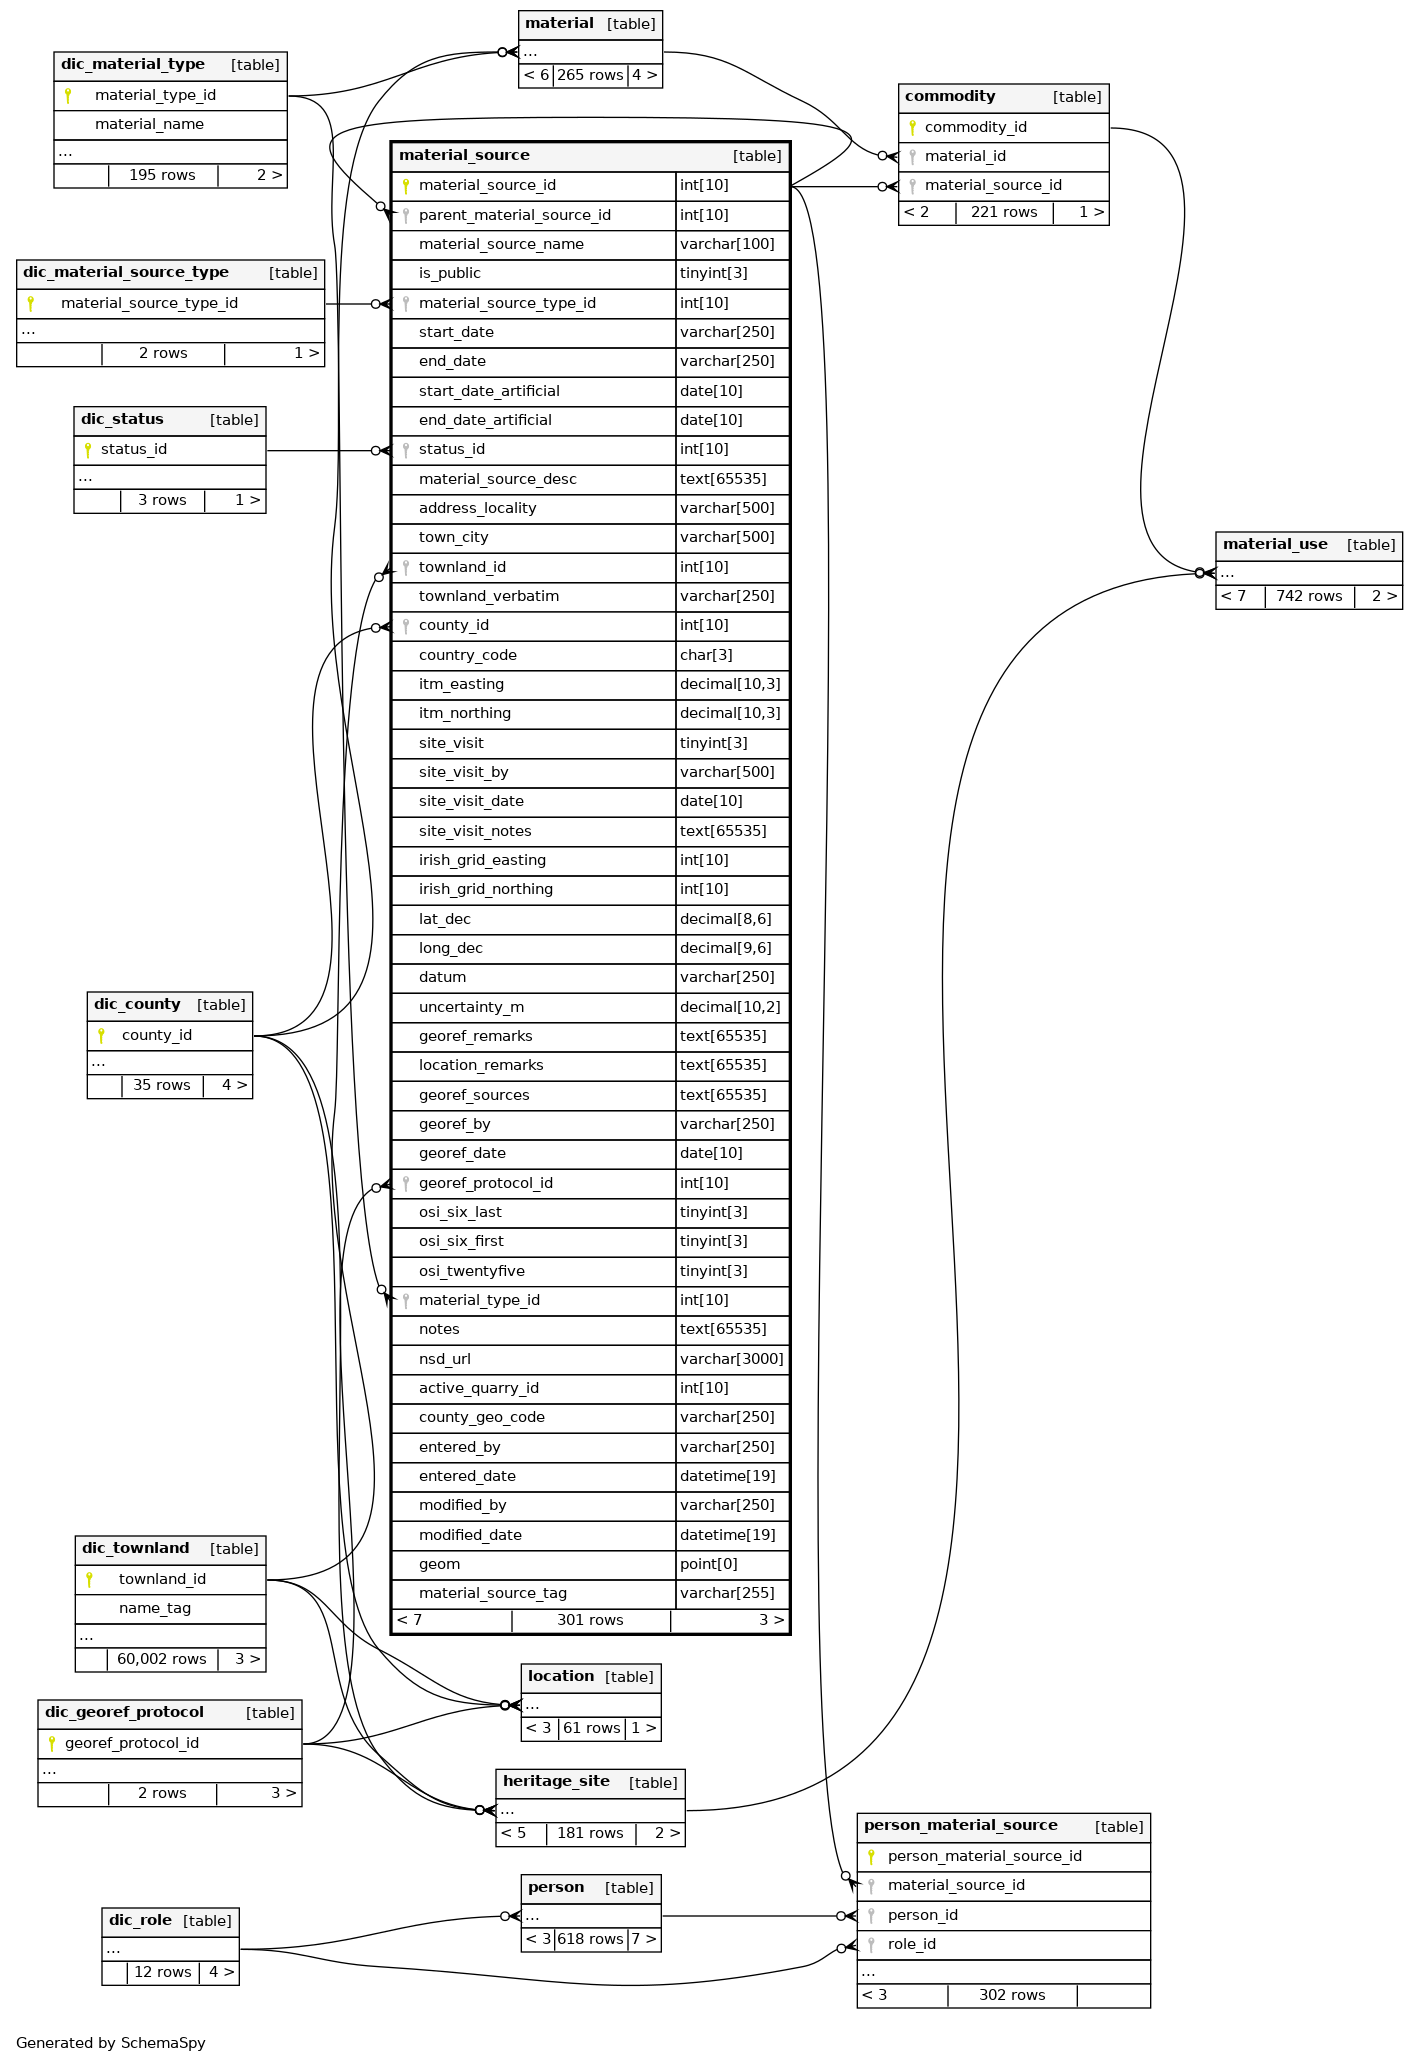 material [table]
...
< 6 265 rows 4 >
dic_material_type [table]
material_type_id
material_name
...
195 rows 2 >
commodity [table]
commodity_id
material_id
material_source_id
< 2 221 rows 1 >
material_source [table]
material_source_id int[10]
parent_material_source_id int[10]
material_source_name varchar[100]
is_public tinyint[3]
material_source_type_id int[10]
start_date varchar[250]
end_date varchar[250]
start_date_artificial date[10]
end_date_artificial date[10]
status_id int[10]
material_source_desc text[65535]
address_locality varchar[500]
town_city varchar[500]
townland_id int[10]
townland_verbatim varchar[250]
county_id int[10]
country_code char[3]
itm_easting decimal[10,3]
itm_northing decimal[10,3]
site_visit tinyint[3]
site_visit_by varchar[500]
site_visit_date date[10]
site_visit_notes text[65535]
irish_grid_easting int[10]
irish_grid_northing int[10]
lat_dec decimal[8,6]
long_dec decimal[9,6]
datum varchar[250]
uncertainty_m decimal[10,2]
georef_remarks text[65535]
location_remarks text[65535]
georef_sources text[65535]
georef_by varchar[250]
georef_date date[10]
georef_protocol_id int[10]
osi_six_last tinyint[3]
osi_six_first tinyint[3]
osi_twentyfive tinyint[3]
material_type_id int[10]
notes text[65535]
nsd_url varchar[3000]
active_quarry_id int[10]
county_geo_code varchar[250]
entered_by varchar[250]
entered_date datetime[19]
modified_by varchar[250]
modified_date datetime[19]
geom point[0]
material_source_tag varchar[255]
< 7 301 rows 3 >
dic_material_source_type [table]
material_source_type_id
...
2 rows 1 >
dic_status [table]
status_id
...
3 rows 1 >
material_use [table]
...
< 7 742 rows 2 >
dic_county [table]
county_id
...
35 rows 4 >
dic_townland [table]
townland_id
name_tag
...
60,002 rows 3 >
location [table]
...
< 3 61 rows 1 >
dic_georef_protocol [table]
georef_protocol_id
...
2 rows 3 >
heritage_site [table]
...
< 5 181 rows 2 >
person_material_source [table]
person_material_source_id
material_source_id
person_id
role_id
...
< 3 302 rows
person [table]
...
< 3 618 rows 7 >
dic_role [table]
...
12 rows 4 >
Generated by SchemaSpy